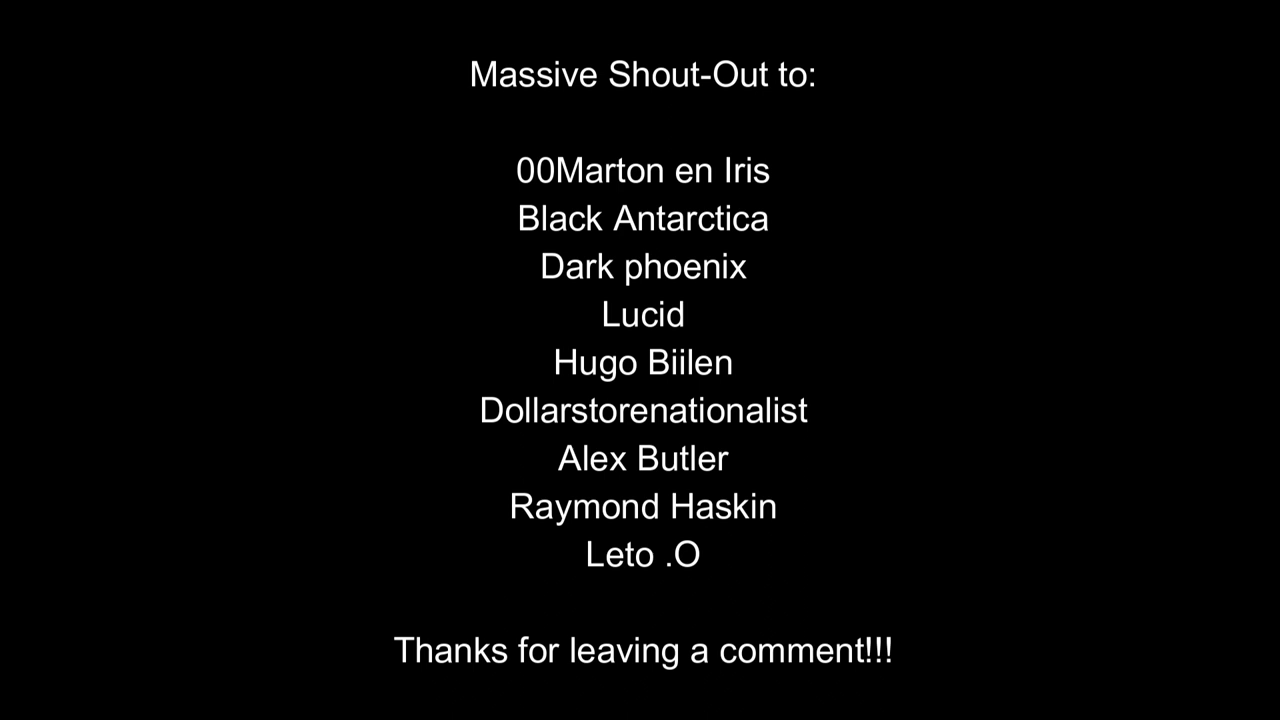 Massive Shout-Out to:
00Marton en Iris
Black Antarctica
Dark phoenix
Lucid
Hugo Biilen
Dollarstorenationalist
Alex Butler
Raymond Haskin
Leto .O
Thanks for leaving a comment!!!